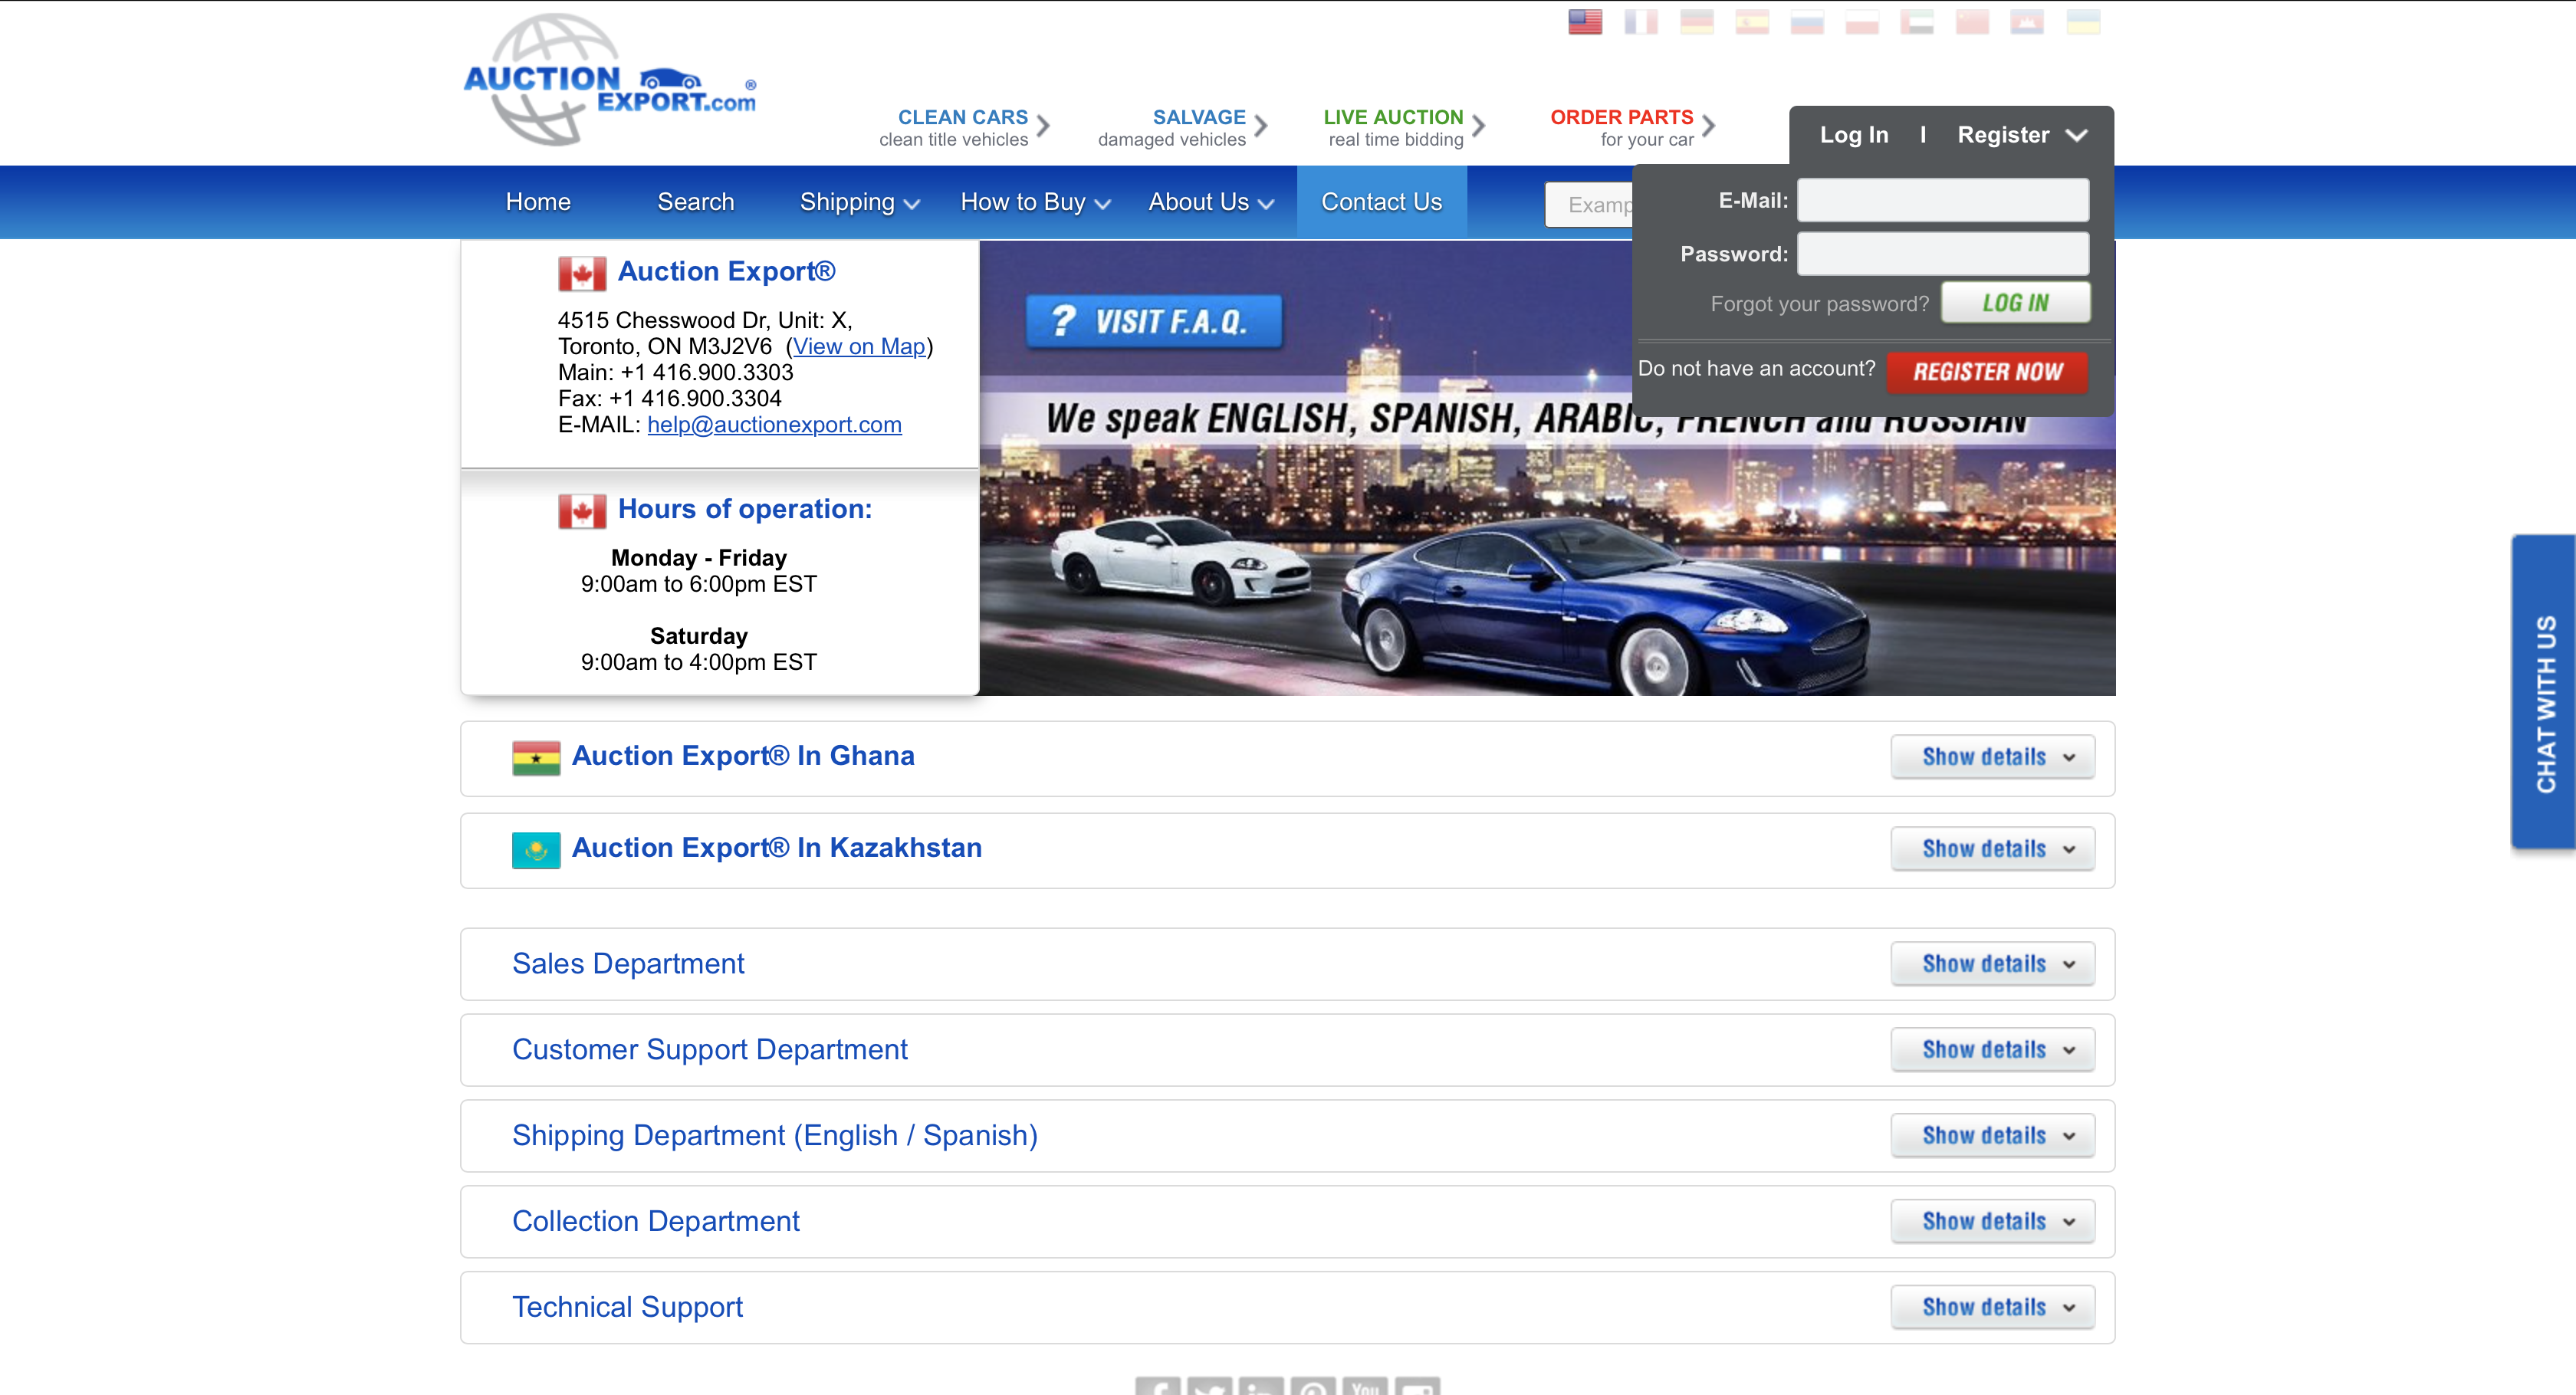 AUCTION
EXPORT.com®
CLEAN CARS
clean title vehicles
SALVAGE
damaged vehicles
LIVE AUCTION
real time bidding
ORDER PARTS
for your car
Log In | Register
Home
Search
Shipping
How to Buy
About Us
Contact Us
E-Mail:
Password:
Forgot your password?
LOG IN
Do not have an account?
REGISTER NOW
Auction Export®
4515 Chesswood Dr, Unit: X,
Toronto, ON M3J2V6 (View on Map)
Main: +1 416.900.3303
Fax: +1 416.900.3304
E-MAIL: help@auctionexport.com
Hours of operation:
Monday - Friday
9:00am to 6:00pm EST
Saturday
9:00am to 4:00pm EST
? VISIT F.A.Q.
We speak ENGLISH, SPANISH, ARABIC, FRENCH and RUSSIAN
CHAT WITH US
Auction Export® In Ghana
Show details
Auction Export® In Kazakhstan
Show details
Sales Department
Show details
Customer Support Department
Show details
Shipping Department (English / Spanish)
Show details
Collection Department
Show details
Technical Support
Show details
You